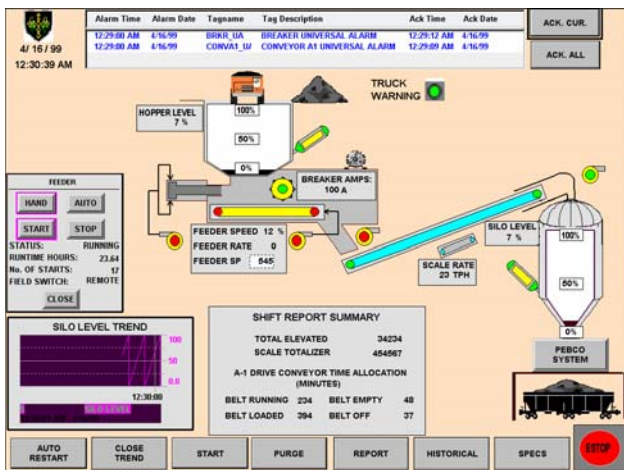 Alarm Time Alarm Date Tagname Tag Description Ack Time Ack Date
12:29:00 AM 4/16/99 BRKR_UA BREAKER UNIVERSAL ALARM 12:29:12 AM 4/16/99
12:29:00 AM 4/16/99 CONVA1_U/ CONVEYOR A1 UNIVERSAL ALARM 12:29:09 AM 4/16/99
ACK. CUR.
ACK. ALL
4/ 16 / 99
12:30:39 AM
TRUCK
WARNING
HOPPER LEVEL
7 %
100%
50%
0%
BREAKER AMPS:
100 A
FEEDER
HAND AUTO
START STOP
STATUS: RUNNING
RUNTIME HOURS: 23.64
No. OF STARTS: 17
FIELD SWITCH: REMOTE
CLOSE
FEEDER SPEED 12 %
FEEDER RATE 0
FEEDER SP 545
SCALE RATE
23 TPH
SILO LEVEL
7 %
100%
50%
0%
PEBCO
SYSTEM
SILO LEVEL TREND
100
50
0.0
12:30:00
SILO LEVEL
SHIFT REPORT SUMMARY
TOTAL ELEVATED 34234
SCALE TOTALIZER 454567
A-1 DRIVE CONVEYOR TIME ALLOCATION
(MINUTES)
BELT RUNNING 234 BELT EMPTY 48
BELT LOADED 394 BELT OFF 37
AUTO
RESTART
CLOSE
TREND
START
PURGE
REPORT
HISTORICAL
SPECS
ESTOP